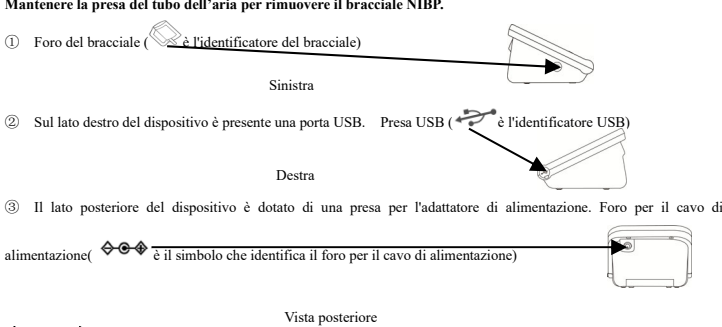 Mantenere la presa del tubo dell'aria per rimuovere il bracciale NIBP.
① Foro del bracciale ( è l'identificatore del bracciale)
Sinistra
② Sul lato destro del dispositivo è presente una porta USB. Presa USB ( è l'identificatore USB)
Destra
③ Il lato posteriore del dispositivo è dotato di una presa per l'adattatore di alimentazione. Foro per il cavo di
alimentazione( è il simbolo che identifica il foro per il cavo di alimentazione)
Vista posteriore